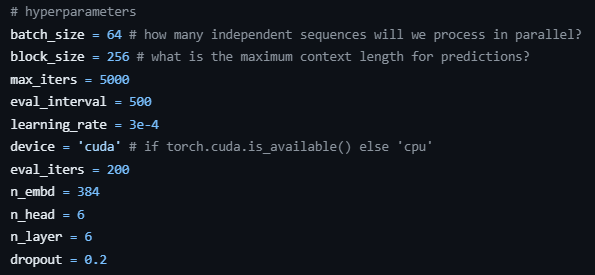 # hyperparameters
batch_size = 64 # how many independent sequences will we process in parallel?
block_size = 256 # what is the maximum context length for predictions?
max_iters = 5000
eval_interval = 500
learning_rate = 3e-4
device = 'cuda' # if torch.cuda.is_available() else 'cpu'
eval_iters = 200
n_embd = 384
n_head = 6
n_layer = 6
dropout = 0.2